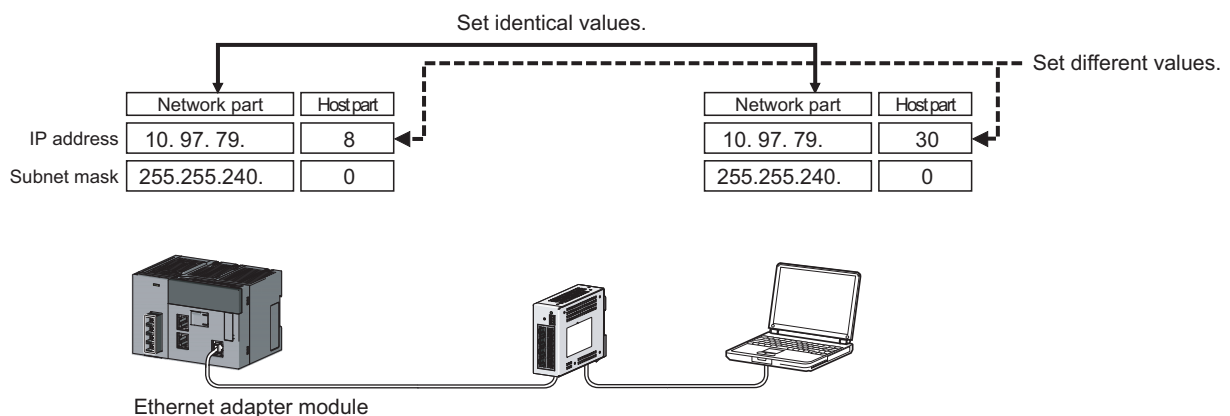 Set identical values.
Set different values.
Network part Host part Network part Host part
IP address 10. 97. 79. 8 10. 97. 79. 30
Subnet mask 255.255.240. 0 255.255.240. 0
Ethernet adapter module